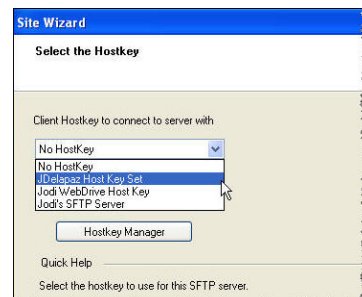 Site Wizard
Select the Hostkey
Client Hostkey to connect to server with
No HostKey
No HostKey
JDelapaz Host Key Set
Jodi WebDrive Host Key
Jodi's SFTP Server
Hostkey Manager
Quick Help
Select the hostkey to use for this SFTP server.